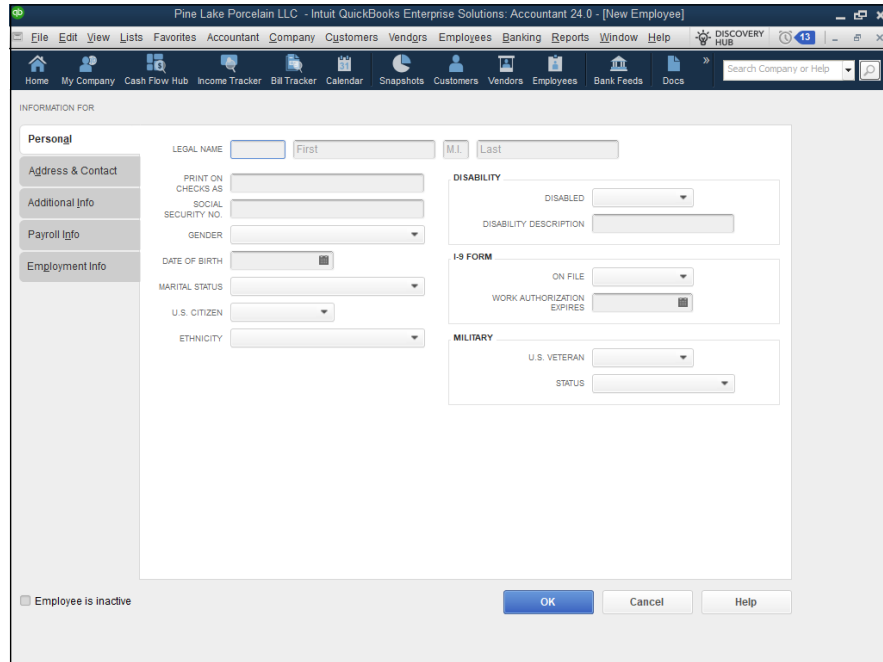 qb Pine Lake Porcelain LLC - Intuit QuickBooks Enterprise Solutions: Accountant 24.0 - [New Employee]
File Edit View Lists Favorites Accountant Company Customers Vendors Employees Banking Reports Window Help DISCOVERY HUB 13
Home My Company Cash Flow Hub Income Tracker Bill Tracker 31 Calendar Snapshots Customers Vendors Employees Bank Feeds Docs » Search Company or Help
INFORMATION FOR
Personal
Address & Contact
Additional Info
Payroll Info
Employment Info
LEGAL NAME First M.I. Last
PRINT ON
CHECKS AS
SOCIAL
SECURITY NO.
GENDER
DATE OF BIRTH
MARITAL STATUS
U.S. CITIZEN
ETHNICITY
DISABILITY
DISABLED
DISABILITY DESCRIPTION
I-9 FORM
ON FILE
WORK AUTHORIZATION
EXPIRES
MILITARY
U.S. VETERAN
STATUS
Employee is inactive
OK Cancel Help